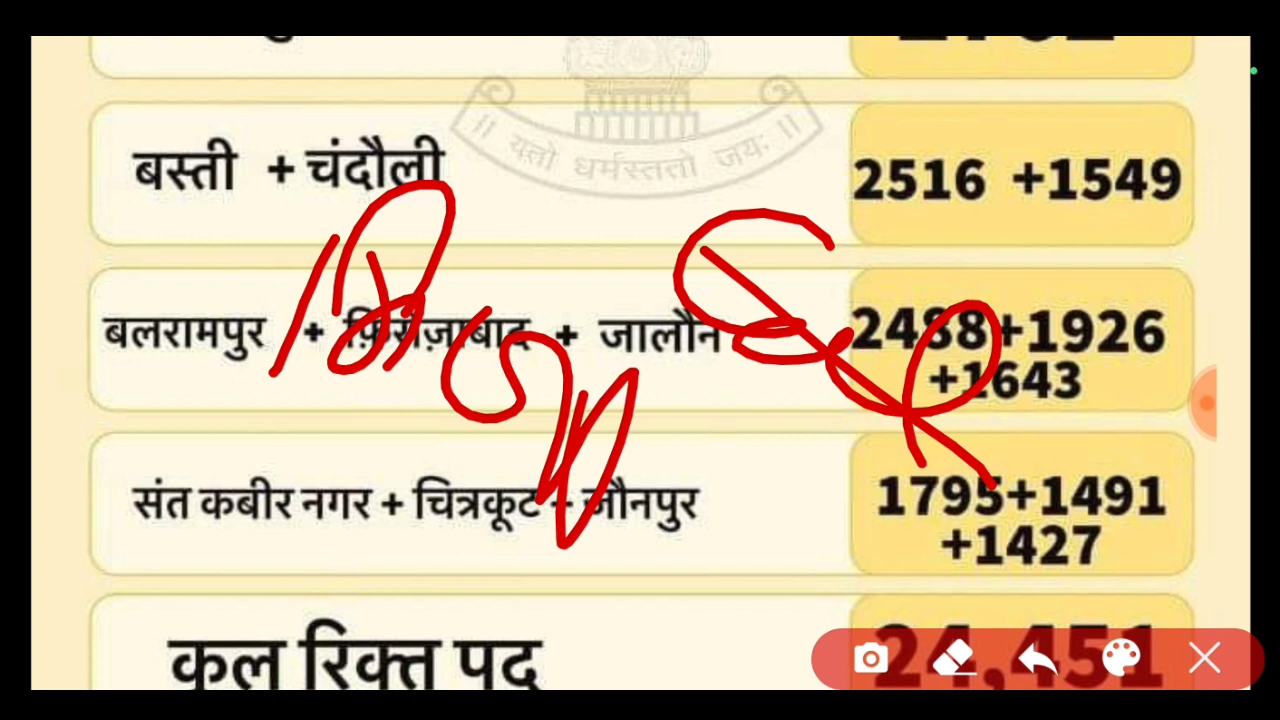 यतो धर्मस्ततो जयः
बस्ती + चंदौली 2516 +1549
बलरामपुर + फ़िरोज़ाबाद + जालौन 2488+1926
+1643
संत कबीर नगर + चित्रकूट + जौनपुर 1795+1491
+1427
कुल रिक्त पद 24,451